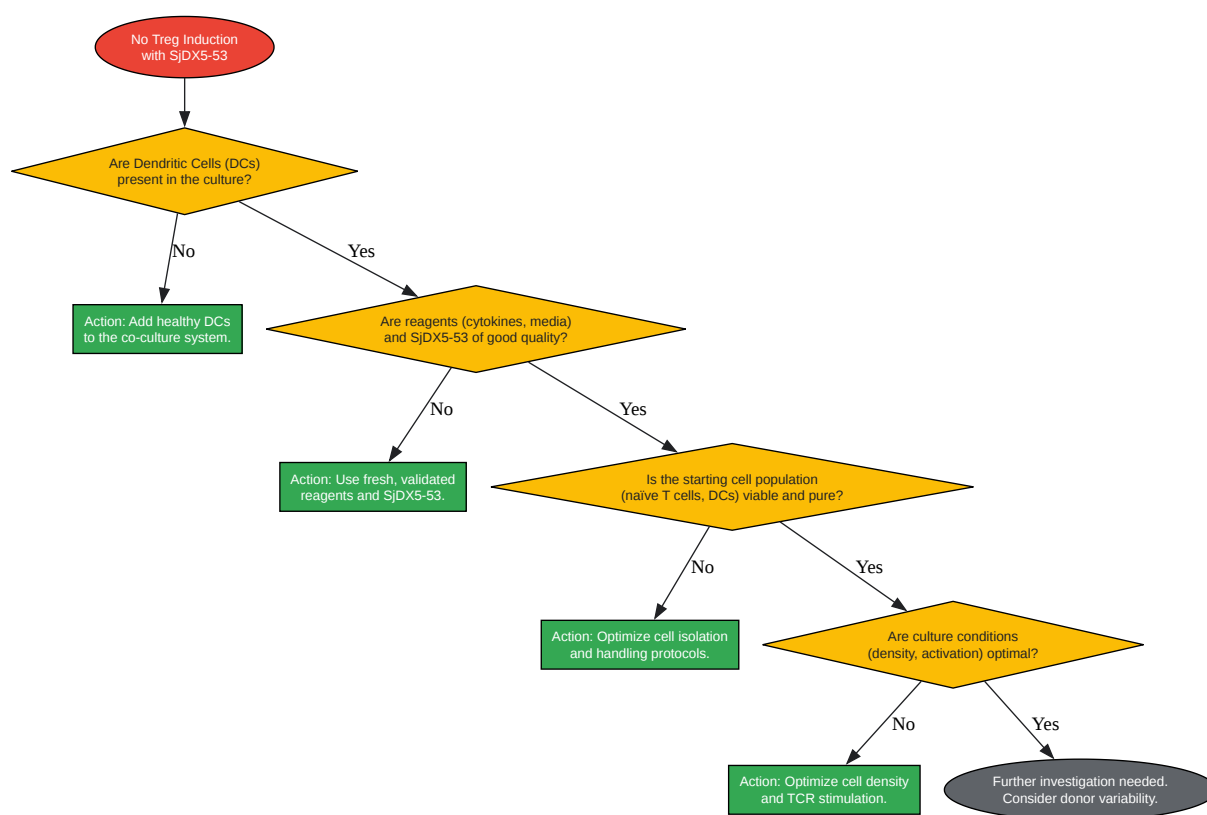 No Treg Induction
with SjDX5-53
Are Dendritic Cells (DCs)
present in the culture?
No
Yes
Action: Add healthy DCs
to the co-culture system.
Are reagents (cytokines, media)
and SjDX5-53 of good quality?
No
Yes
Action: Use fresh, validated
reagents and SjDX5-53.
Is the starting cell population
(naïve T cells, DCs) viable and pure?
No
Yes
Action: Optimize cell isolation
and handling protocols.
Are culture conditions
(density, activation) optimal?
No
Yes
Action: Optimize cell density
and TCR stimulation.
Further investigation needed.
Consider donor variability.